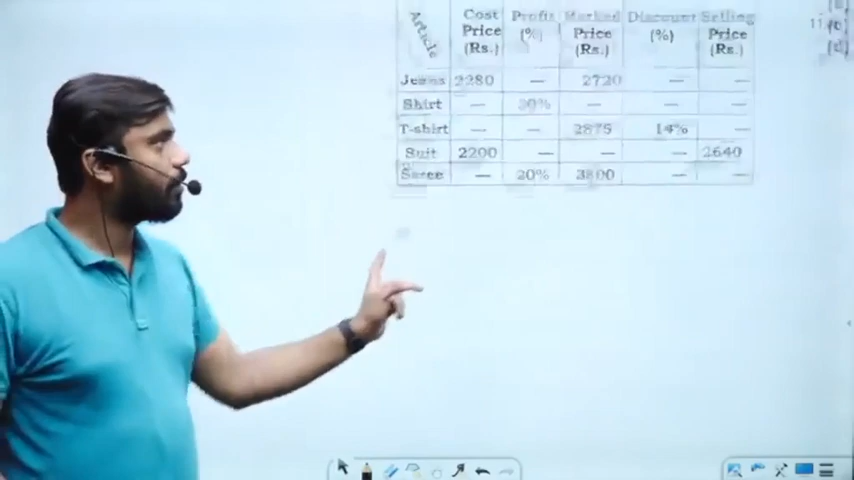 Article Cost Price (Rs.) Profit (%) Marked Price (Rs.) Discount (%) Selling Price (Rs.)
Jeans 2280 — 2720 — —
Shirt — 30% — — —
T-shirt — — 2875 14% —
Suit 2200 — — — 2640
Saree — 20% 3800 — —